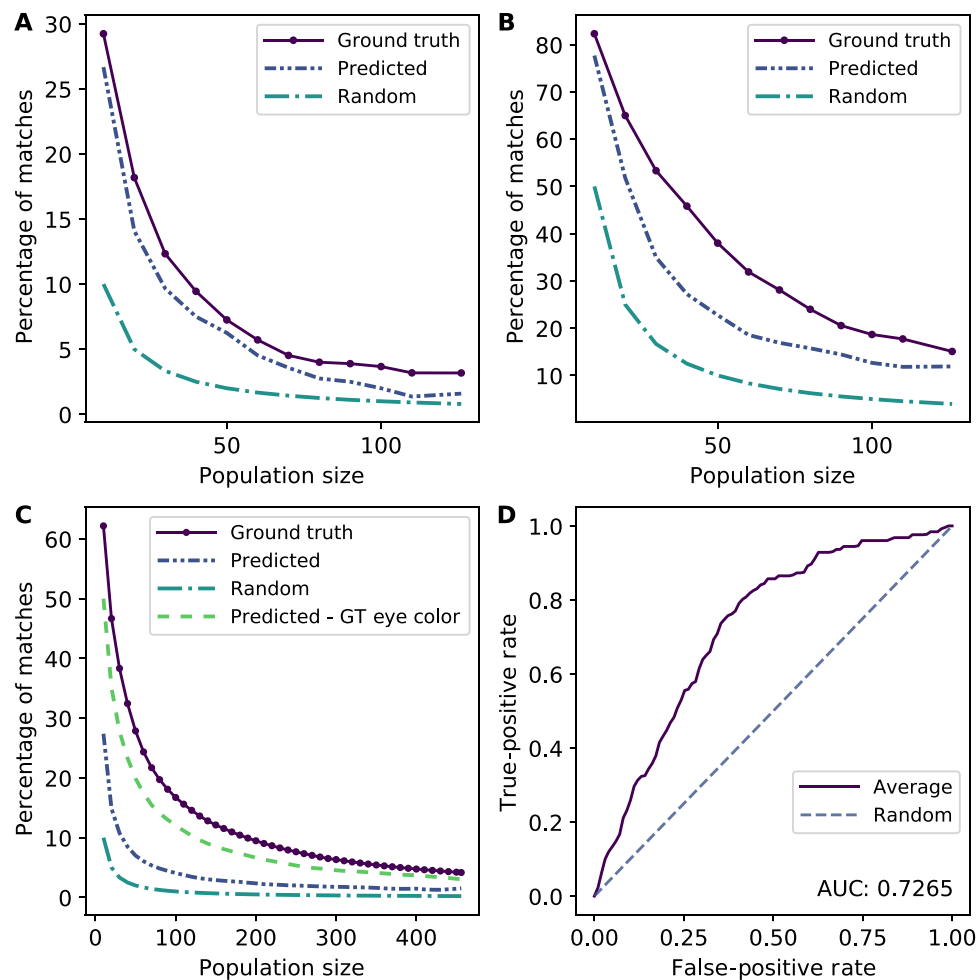 A
Percentage of matches
30
25
20
15
10
5
0
50
100
Population size
Ground truth
Predicted
Random
B
Percentage of matches
80
70
60
50
40
30
20
10
50
100
Population size
Ground truth
Predicted
Random
C
Percentage of matches
60
50
40
30
20
10
0
0
100
200
300
400
Population size
Ground truth
Predicted
Random
Predicted - GT eye color
D
True-positive rate
1.0
0.8
0.6
0.4
0.2
0.0
0.00
0.25
0.50
0.75
1.00
False-positive rate
Average
Random
AUC: 0.7265